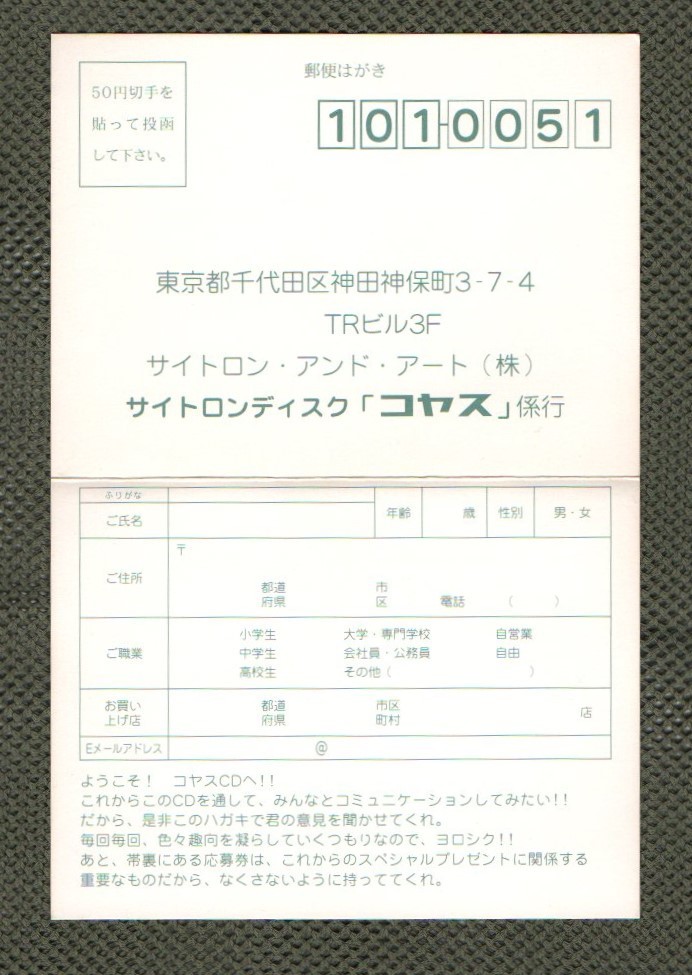 郵便はがき
50円切手を
貼って投函
して下さい。
101-0051
東京都千代田区神田神保町3-7-4
TRビル3F
サイトロン・アンド・アート(株)
サイトロンディスク「コヤス」係行
ふりがな
ご氏名 年齢 歳 性別 男・女
ご住所 〒
都道 市
府県 区 電話 ( )
ご職業
小学生 大学・専門学校 自営業
中学生 会社員・公務員 自由
高校生 その他( )
お買い 都道 市区 店
上げ店 府県 町村
Eメールアドレス @
ようこそ! コヤスCDへ!!
これからこのCDを通して、みんなとコミュニケーションしてみたい!!
だから、是非このハガキで君の意見を聞かせてくれ。
毎回毎回、色々趣向を凝らしていくつもりなので、ヨロシク!!
あと、帯裏にある応募券は、これからのスペシャルプレゼントに関係する
重要なものだから、なくさないように持っててくれ。